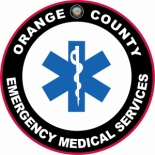 ORANGE COUNTY
EMERGENCY MEDICAL SERVICES